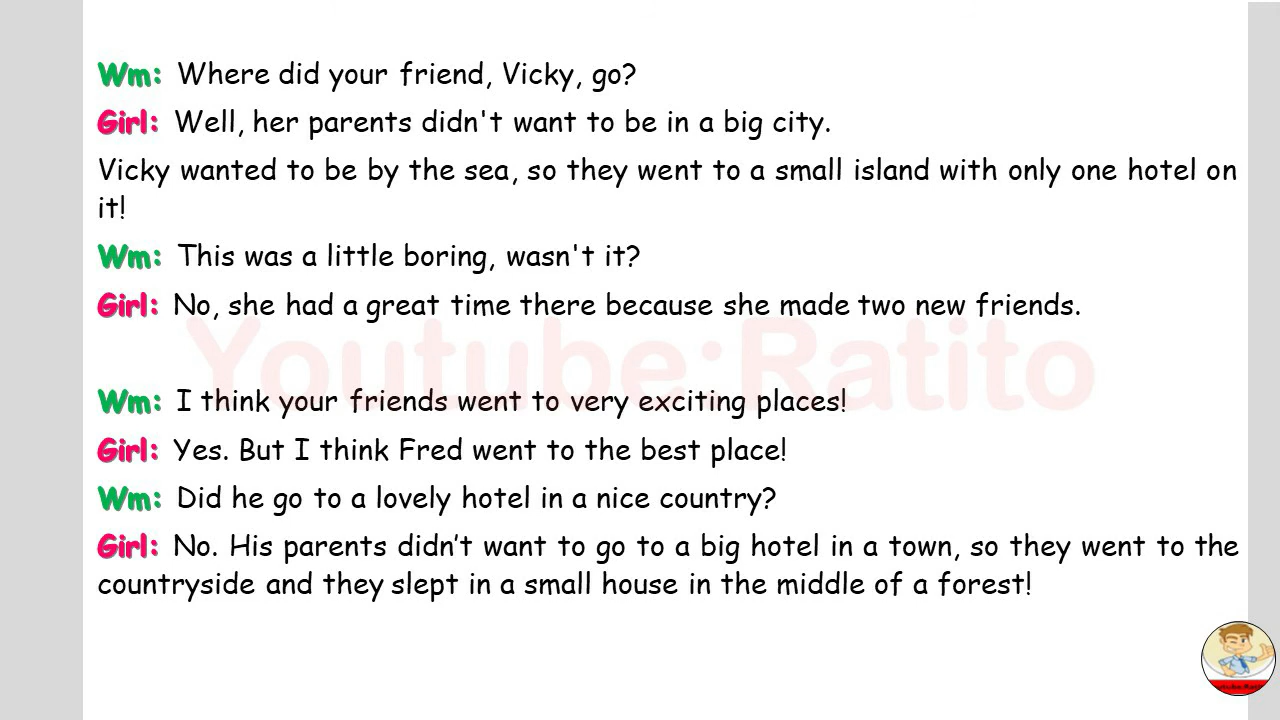 Wm: Where did your friend, Vicky, go?
Girl: Well, her parents didn't want to be in a big city.
Vicky wanted to be by the sea, so they went to a small island with only one hotel on
it!
Wm: This was a little boring, wasn't it?
Girl: No, she had a great time there because she made two new friends.
Youtube:Ratito
Wm: I think your friends went to very exciting places!
Girl: Yes. But I think Fred went to the best place!
Wm: Did he go to a lovely hotel in a nice country?
Girl: No. His parents didn’t want to go to a big hotel in a town, so they went to the
countryside and they slept in a small house in the middle of a forest!